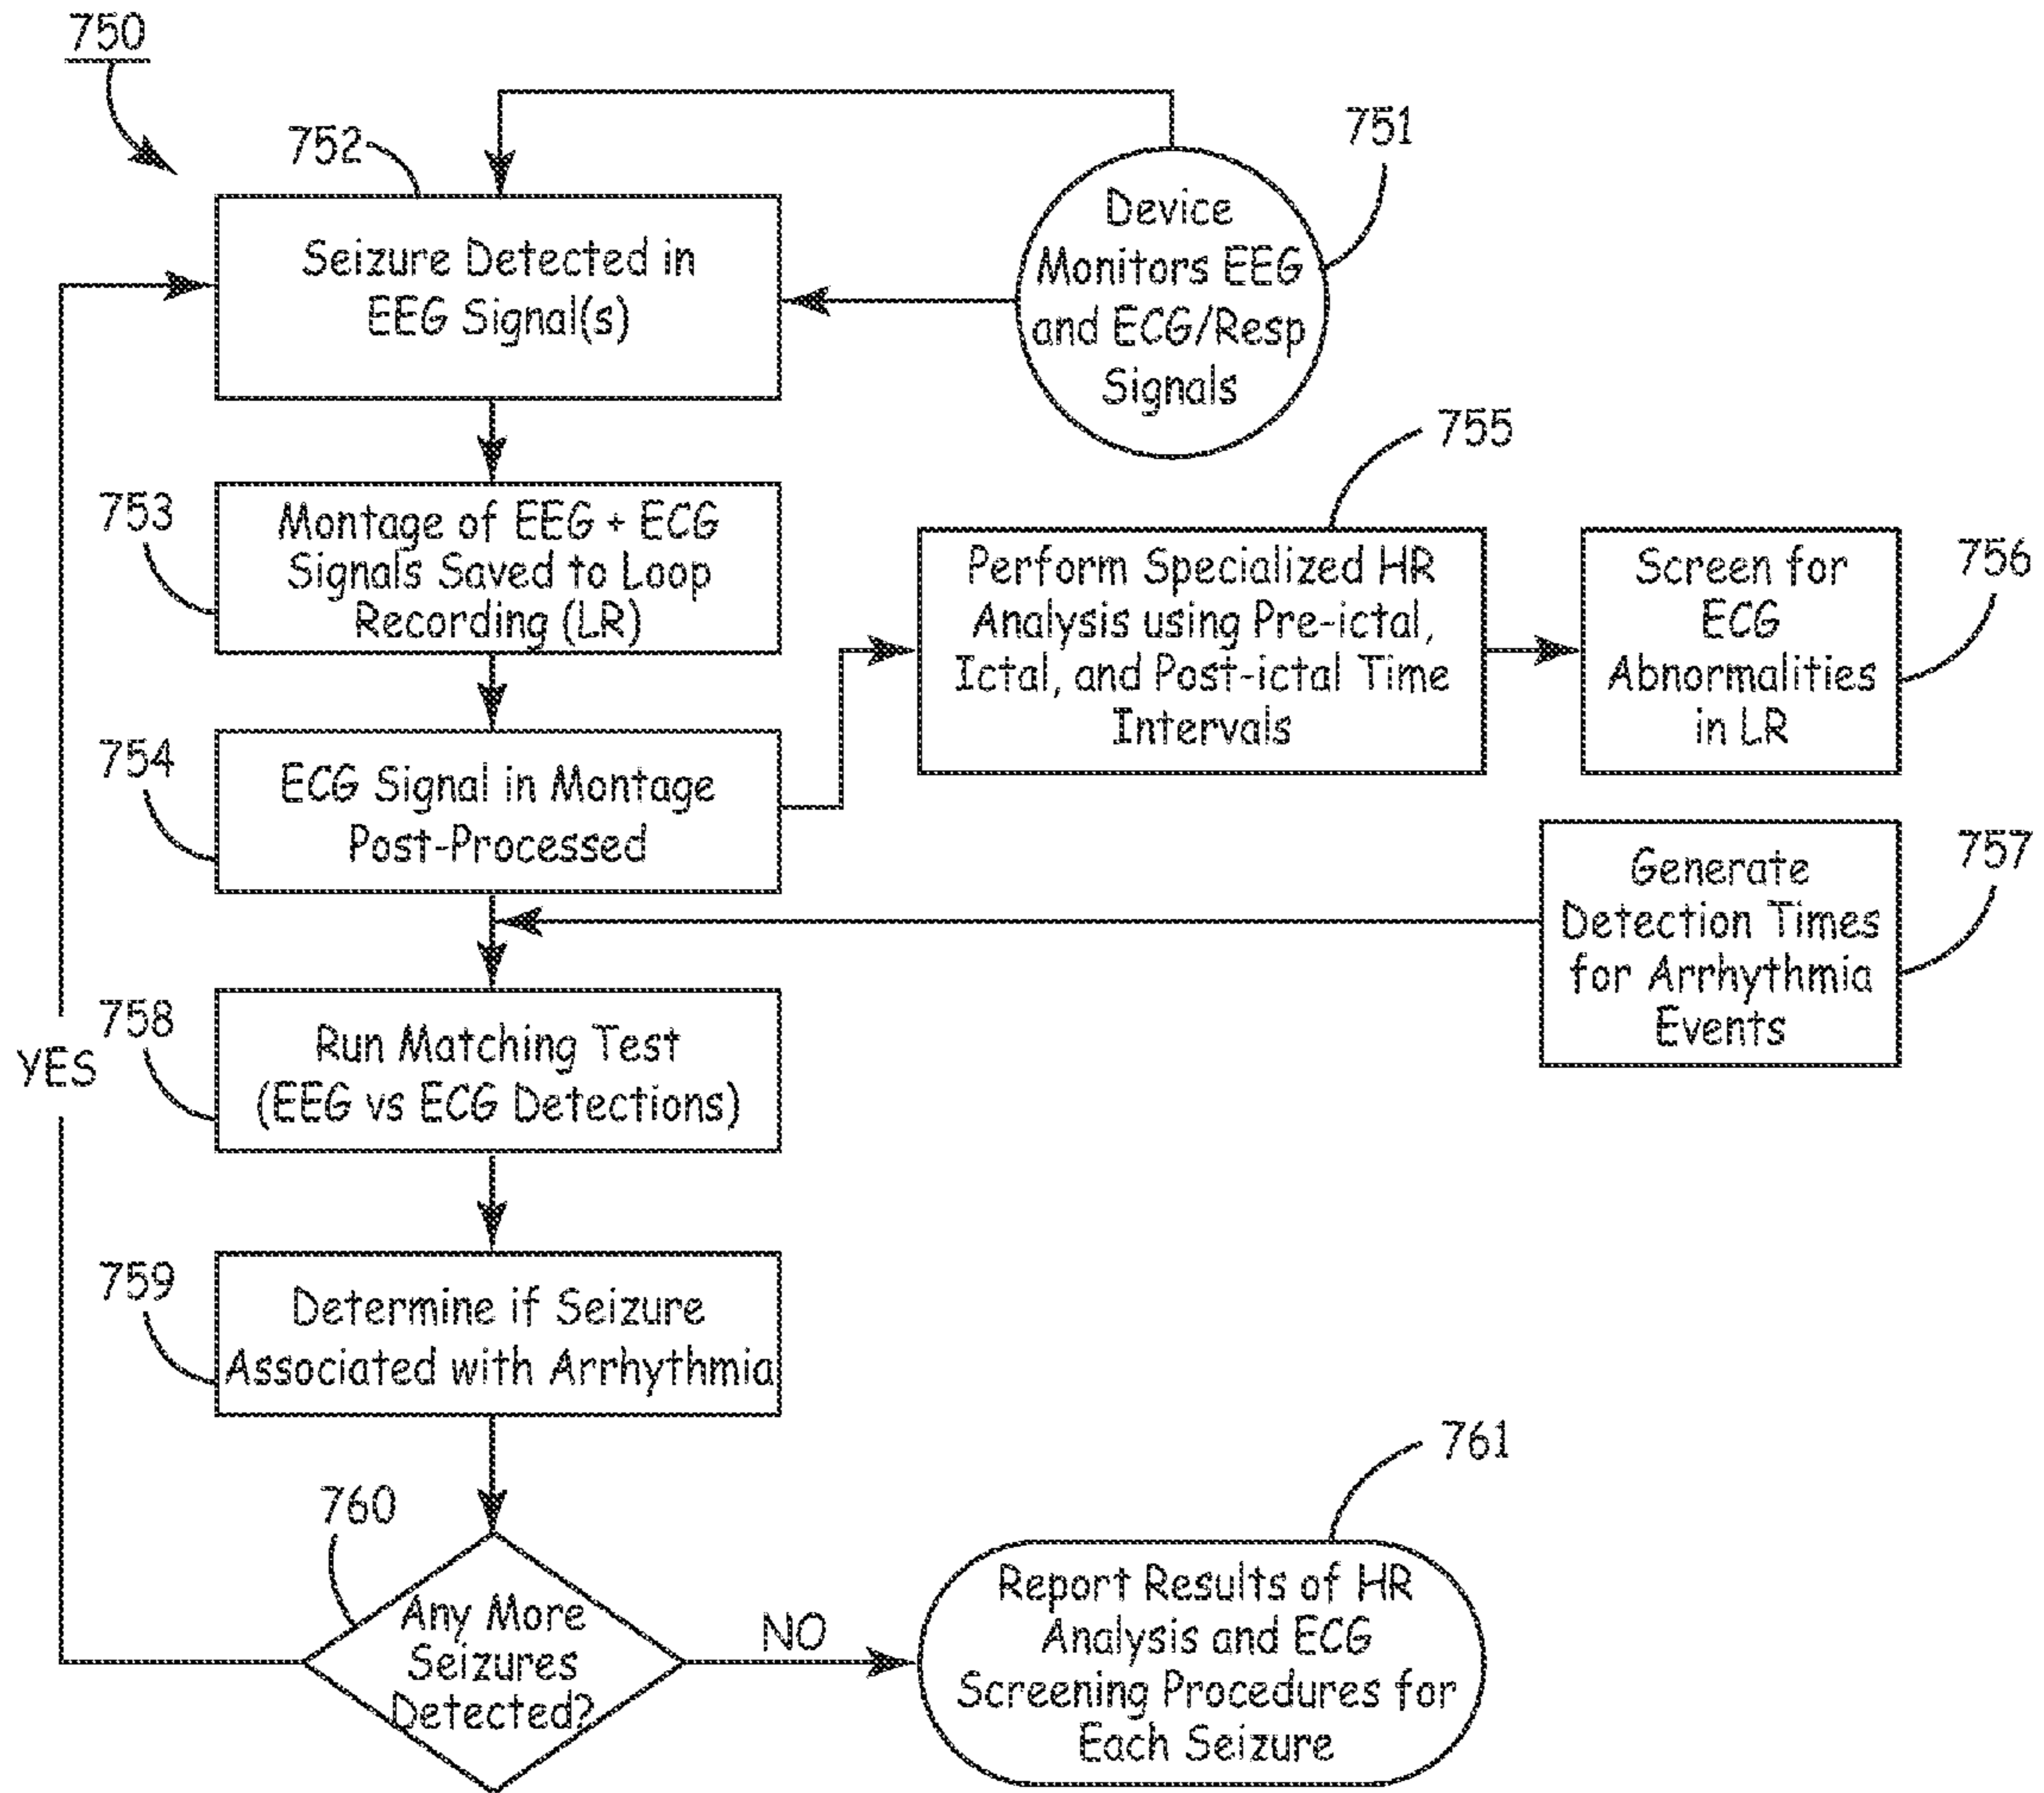 750
752
751
Device
Monitors EEG
and ECG/Resp
Signals
Seizure Detected in
EEG Signal(s)
755
753
Montage of EEG + ECG
Signals Saved to Loop
Recording (LR)
Perform Specialized HR
Analysis using Pre-ictal,
Ictal, and Post-ictal Time
Intervals
Screen for
ECG
Abnormalities
in LR
756
754
ECG Signal in Montage
Post-Processed
Generate
Detection Times
for Arrhythmia
Events
757
758
YES
Run Matching Test
(EEG vs ECG Detections)
759
Determine if Seizure
Associated with Arrhythmia
760
Any More
Seizures
Detected?
NO
761
Report Results of HR
Analysis and ECG
Screening Procedures for
Each Seizure